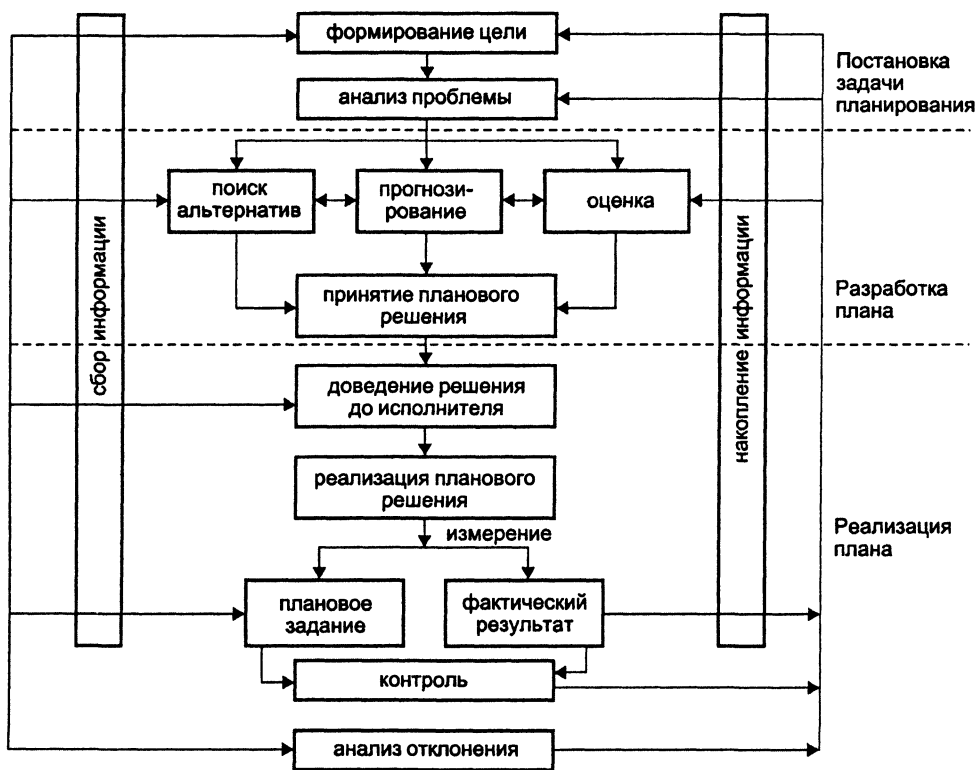 формирование цели
анализ проблемы
Постановка
задачи
планирования
поиск
альтернатив
прогнози-
рование
оценка
принятие планового
решения
Разработка
плана
сбор информации
накопление информации
доведение решения
до исполнителя
реализация планового
решения
измерение
Реализация
плана
плановое
задание
фактический
результат
контроль
анализ отклонения